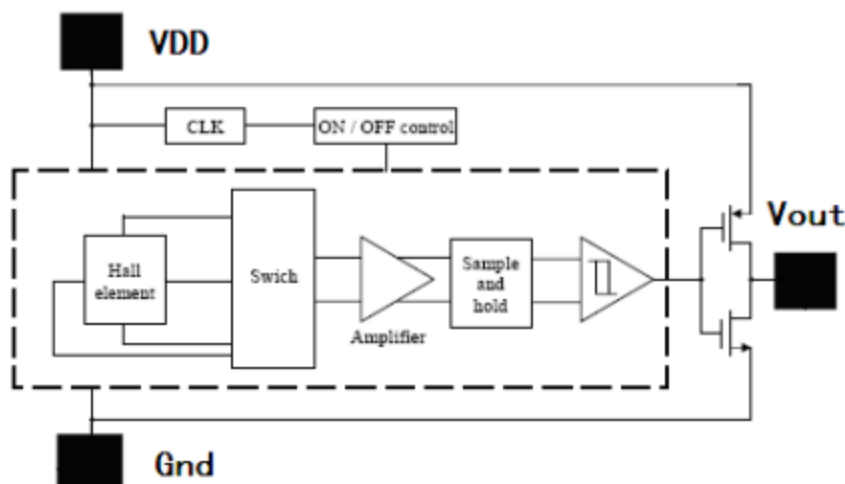 VDD
CLK
ON / OFF control
Vout
Hall
element
Swich
Sample
and
hold
Amplifier
Gnd